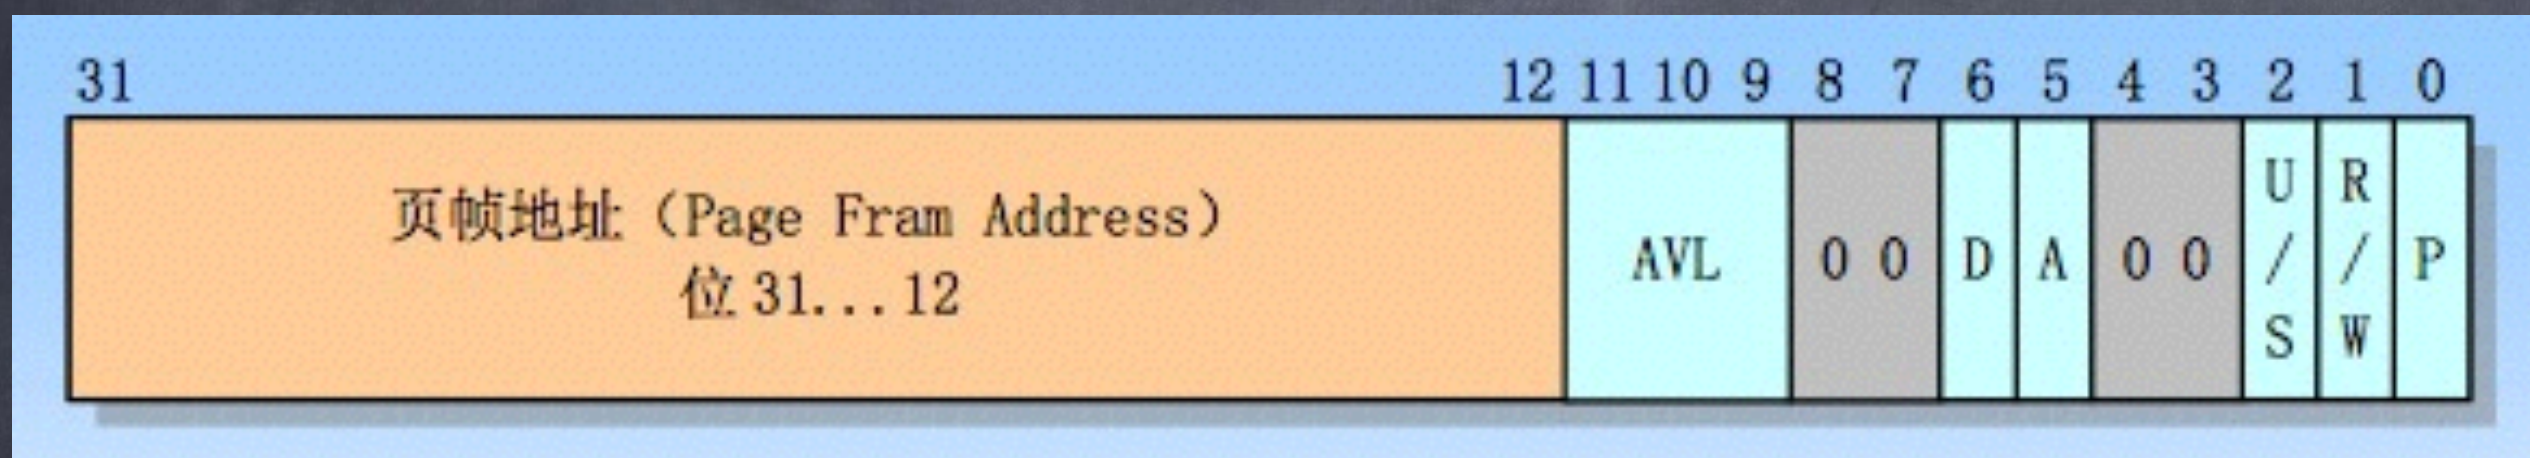 31 12 11 10 9 8 7 6 5 4 3 2 1 0
页帧地址（Page Fram Address）
位 31...12
AVL
0 0
D
A
0 0
U/S
R/W
P